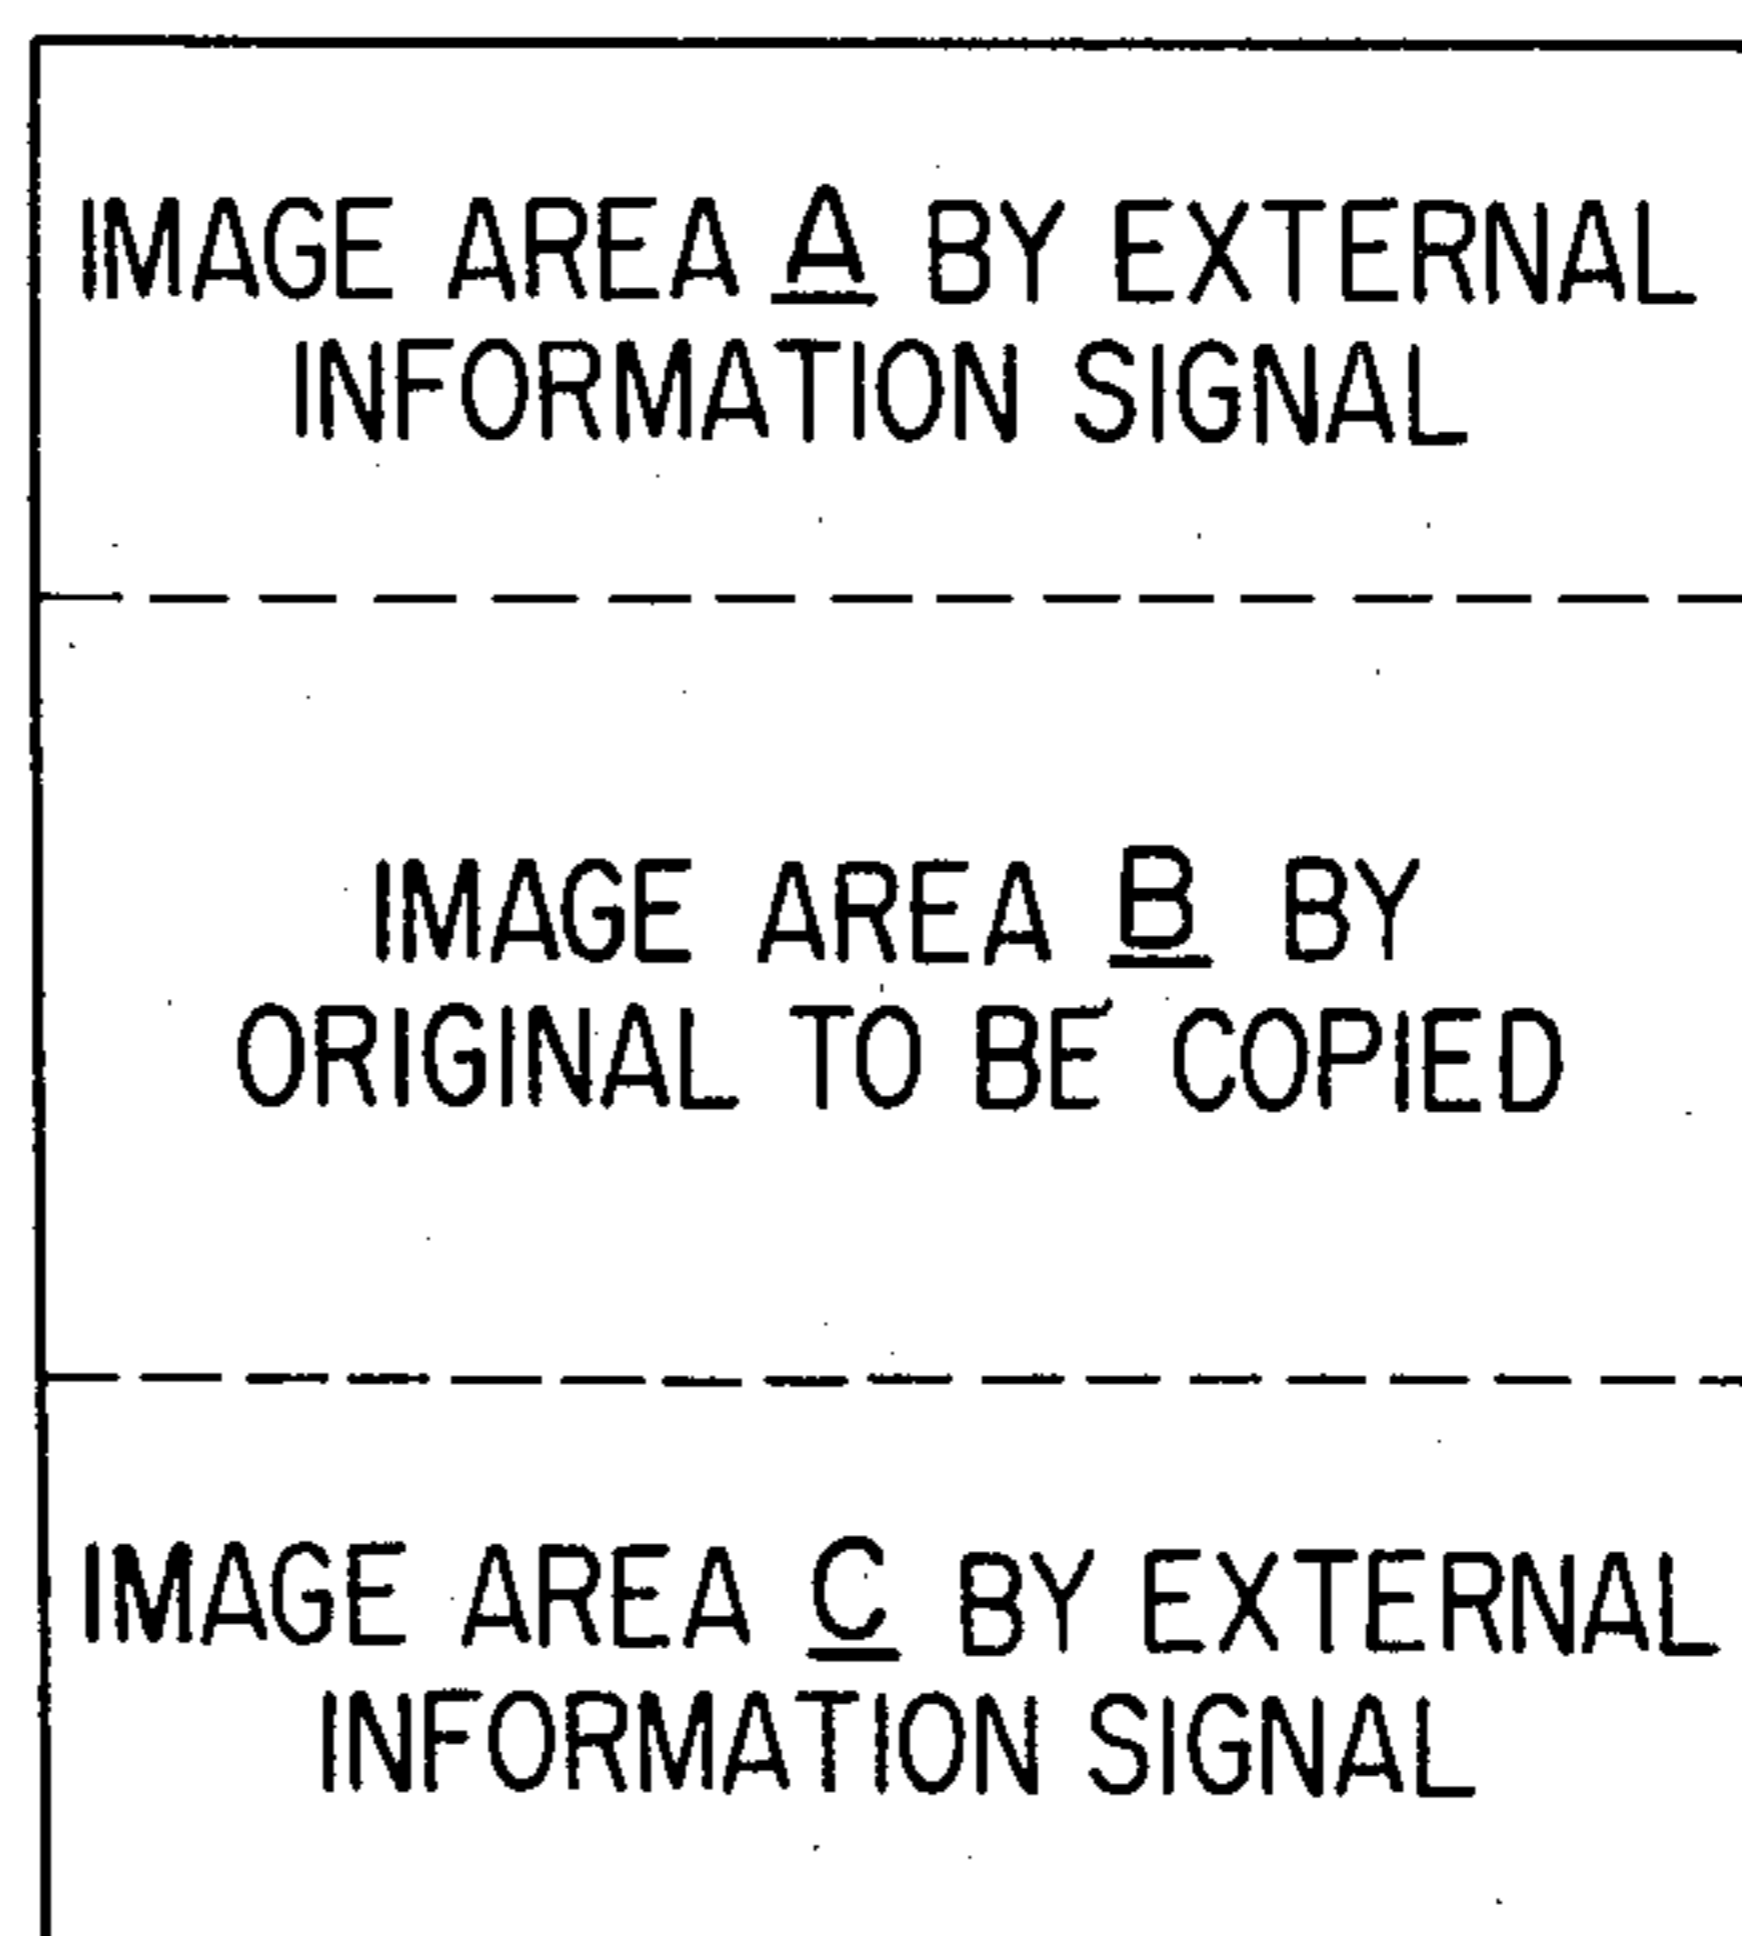 IMAGE AREA A BY EXTERNAL
INFORMATION SIGNAL
IMAGE AREA B BY
ORIGINAL TO BE COPIED
IMAGE AREA C BY EXTERNAL
INFORMATION SIGNAL